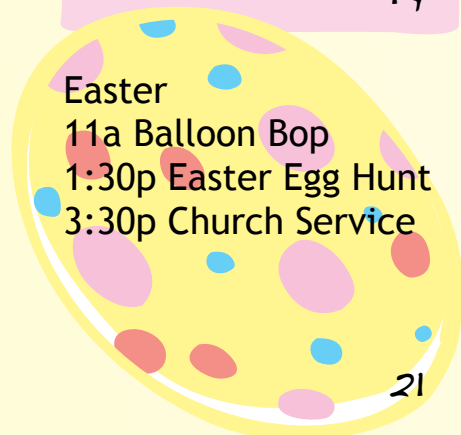 Easter
11a Balloon Bop
1:30p Easter Egg Hunt
3:30p Church Service
21